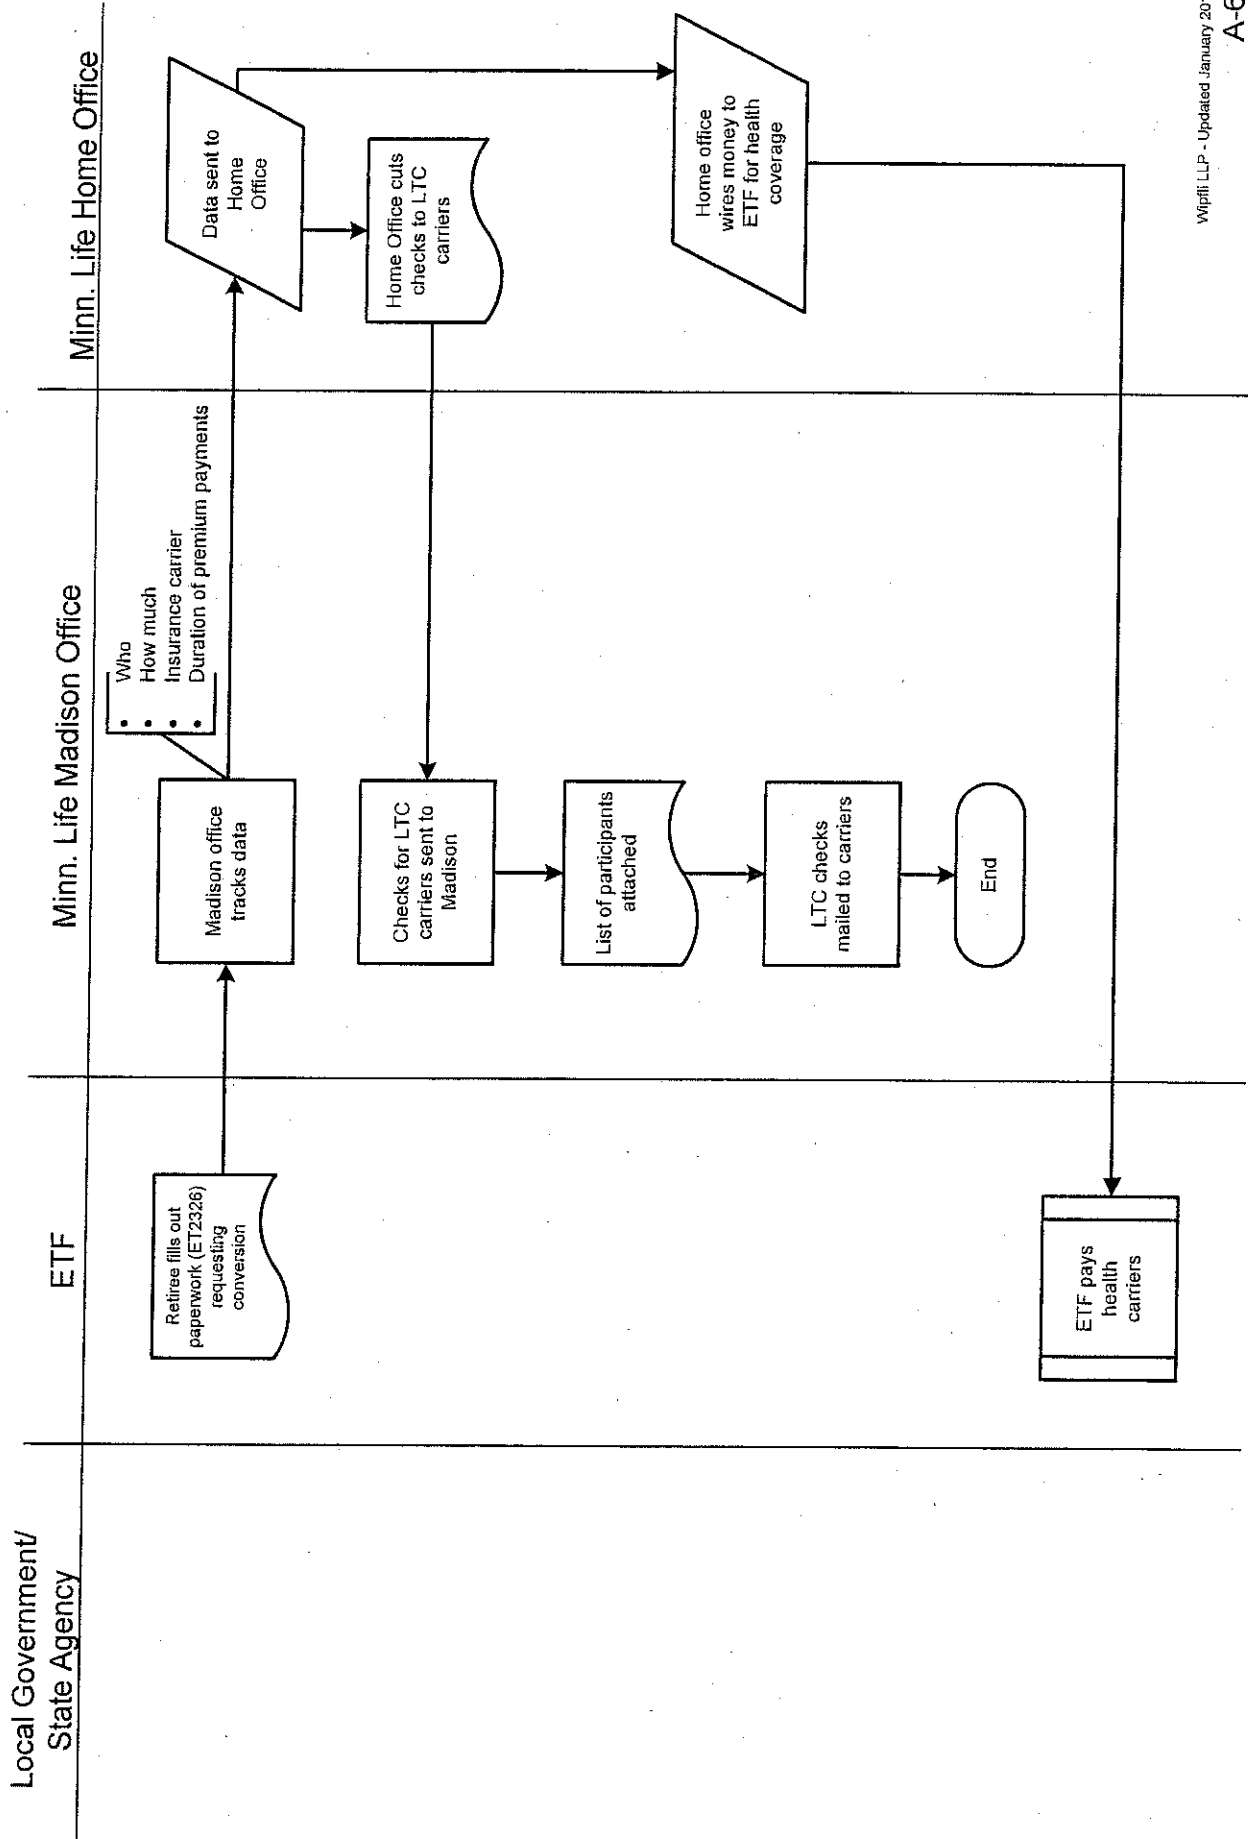 Local Government/
State Agency
ETF
Minn. Life Madison Office
Minn. Life Home Office
Retiree fills out
paperwork (ET2326)
requesting
conversion
Madison office
tracks data
• Who
• How much
• Insurance carrier
• Duration of premium payments
Data sent to
Home
Office
Home Office cuts
checks to LTC
carriers
Checks for LTC
carriers sent to
Madison
List of participants
attached
LTC checks
mailed to carriers
End
Home office
wires money to
ETF for health
coverage
ETF pays
health
carriers
Wipfli LLP - Updated January 201
A-6